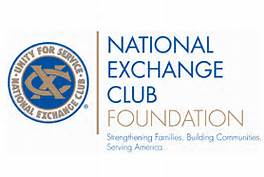 UNITY FOR SERVICE
NATIONAL EXCHANGE CLUB
NATIONAL
EXCHANGE
CLUB
FOUNDATION
Strengthening Families. Building Communities.
Serving America.